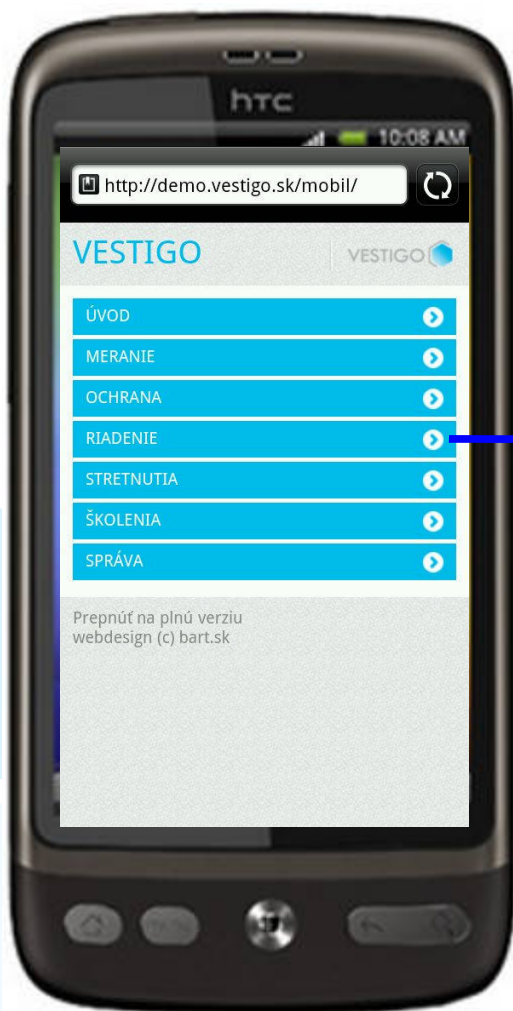 hTC
10:08 AM
http://demo.vestigo.sk/mobil/
VESTIGO
VESTIGO
ÚVOD
MERANIE
OCHRANA
RIADENIE
STRETNUTIA
ŠKOLENIA
SPRÁVA
Prepnúť na plnú verziu
webdesign (c) bart.sk